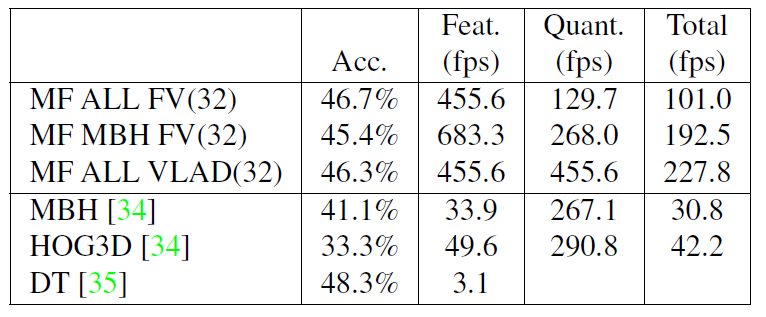 Feat. Quant. Total
Acc. (fps) (fps) (fps)
MF ALL FV(32) 46.7% 455.6 129.7 101.0
MF MBH FV(32) 45.4% 683.3 268.0 192.5
MF ALL VLAD(32) 46.3% 455.6 455.6 227.8
MBH [34] 41.1% 33.9 267.1 30.8
HOG3D [34] 33.3% 49.6 290.8 42.2
DT [35] 48.3% 3.1